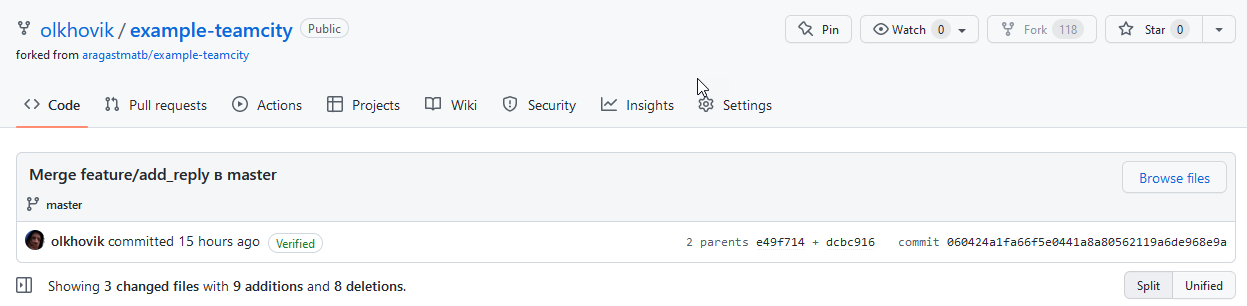 olkhovik / example-teamcity Public Pin Watch 0 Fork 118 Star 0
forked from aragastmatb/example-teamcity
Code Pull requests Actions Projects Wiki Security Insights Settings
Merge feature/add_reply в master Browse files
master
olkhovik committed 15 hours ago Verified 2 parents e49f714 + dcbc916 commit 060424a1fa66f5e0441a8a80562119a6de968e9a
Showing 3 changed files with 9 additions and 8 deletions. Split Unified